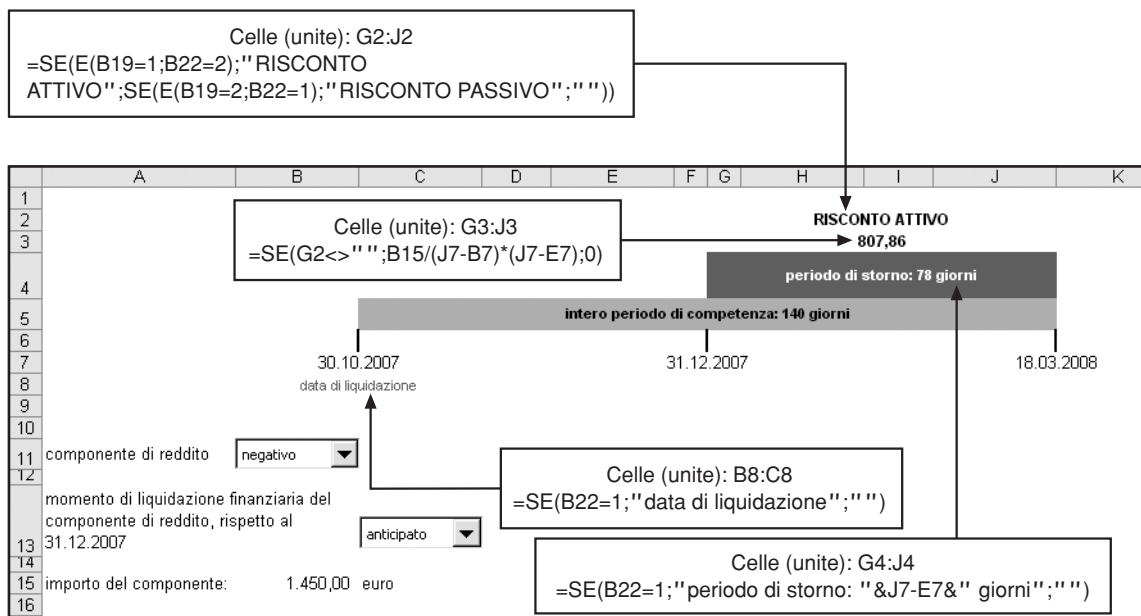 Celle (unite): G2:J2
=SE(E(B19=1;B22=2);"RISCONTO
ATTIVO";SE(E(B19=2;B22=1);"RISCONTO PASSIVO";""))
A B C D E F G H I J K
1
2 RISCONTO ATTIVO
Celle (unite): G3:J3
3 807,86
=SE(G2<>"";B15/(J7-B7)*(J7-E7);0)
4 periodo di storno: 78 giorni
5 intero periodo di competenza: 140 giorni
6
7 30.10.2007 31.12.2007 18.03.2008
8 data di liquidazione
9
10
11 componente di reddito negativo
12
Celle (unite): B8:C8
=SE(B22=1;"data di liquidazione";"")
momento di liquidazione finanziaria del
componente di reddito, rispetto al
13 31.12.2007 anticipato
14
Celle (unite): G4:J4
15 importo del componente: 1.450,00 euro
=SE(B22=1;"periodo di storno: "&J7-E7&" giorni";"")
16